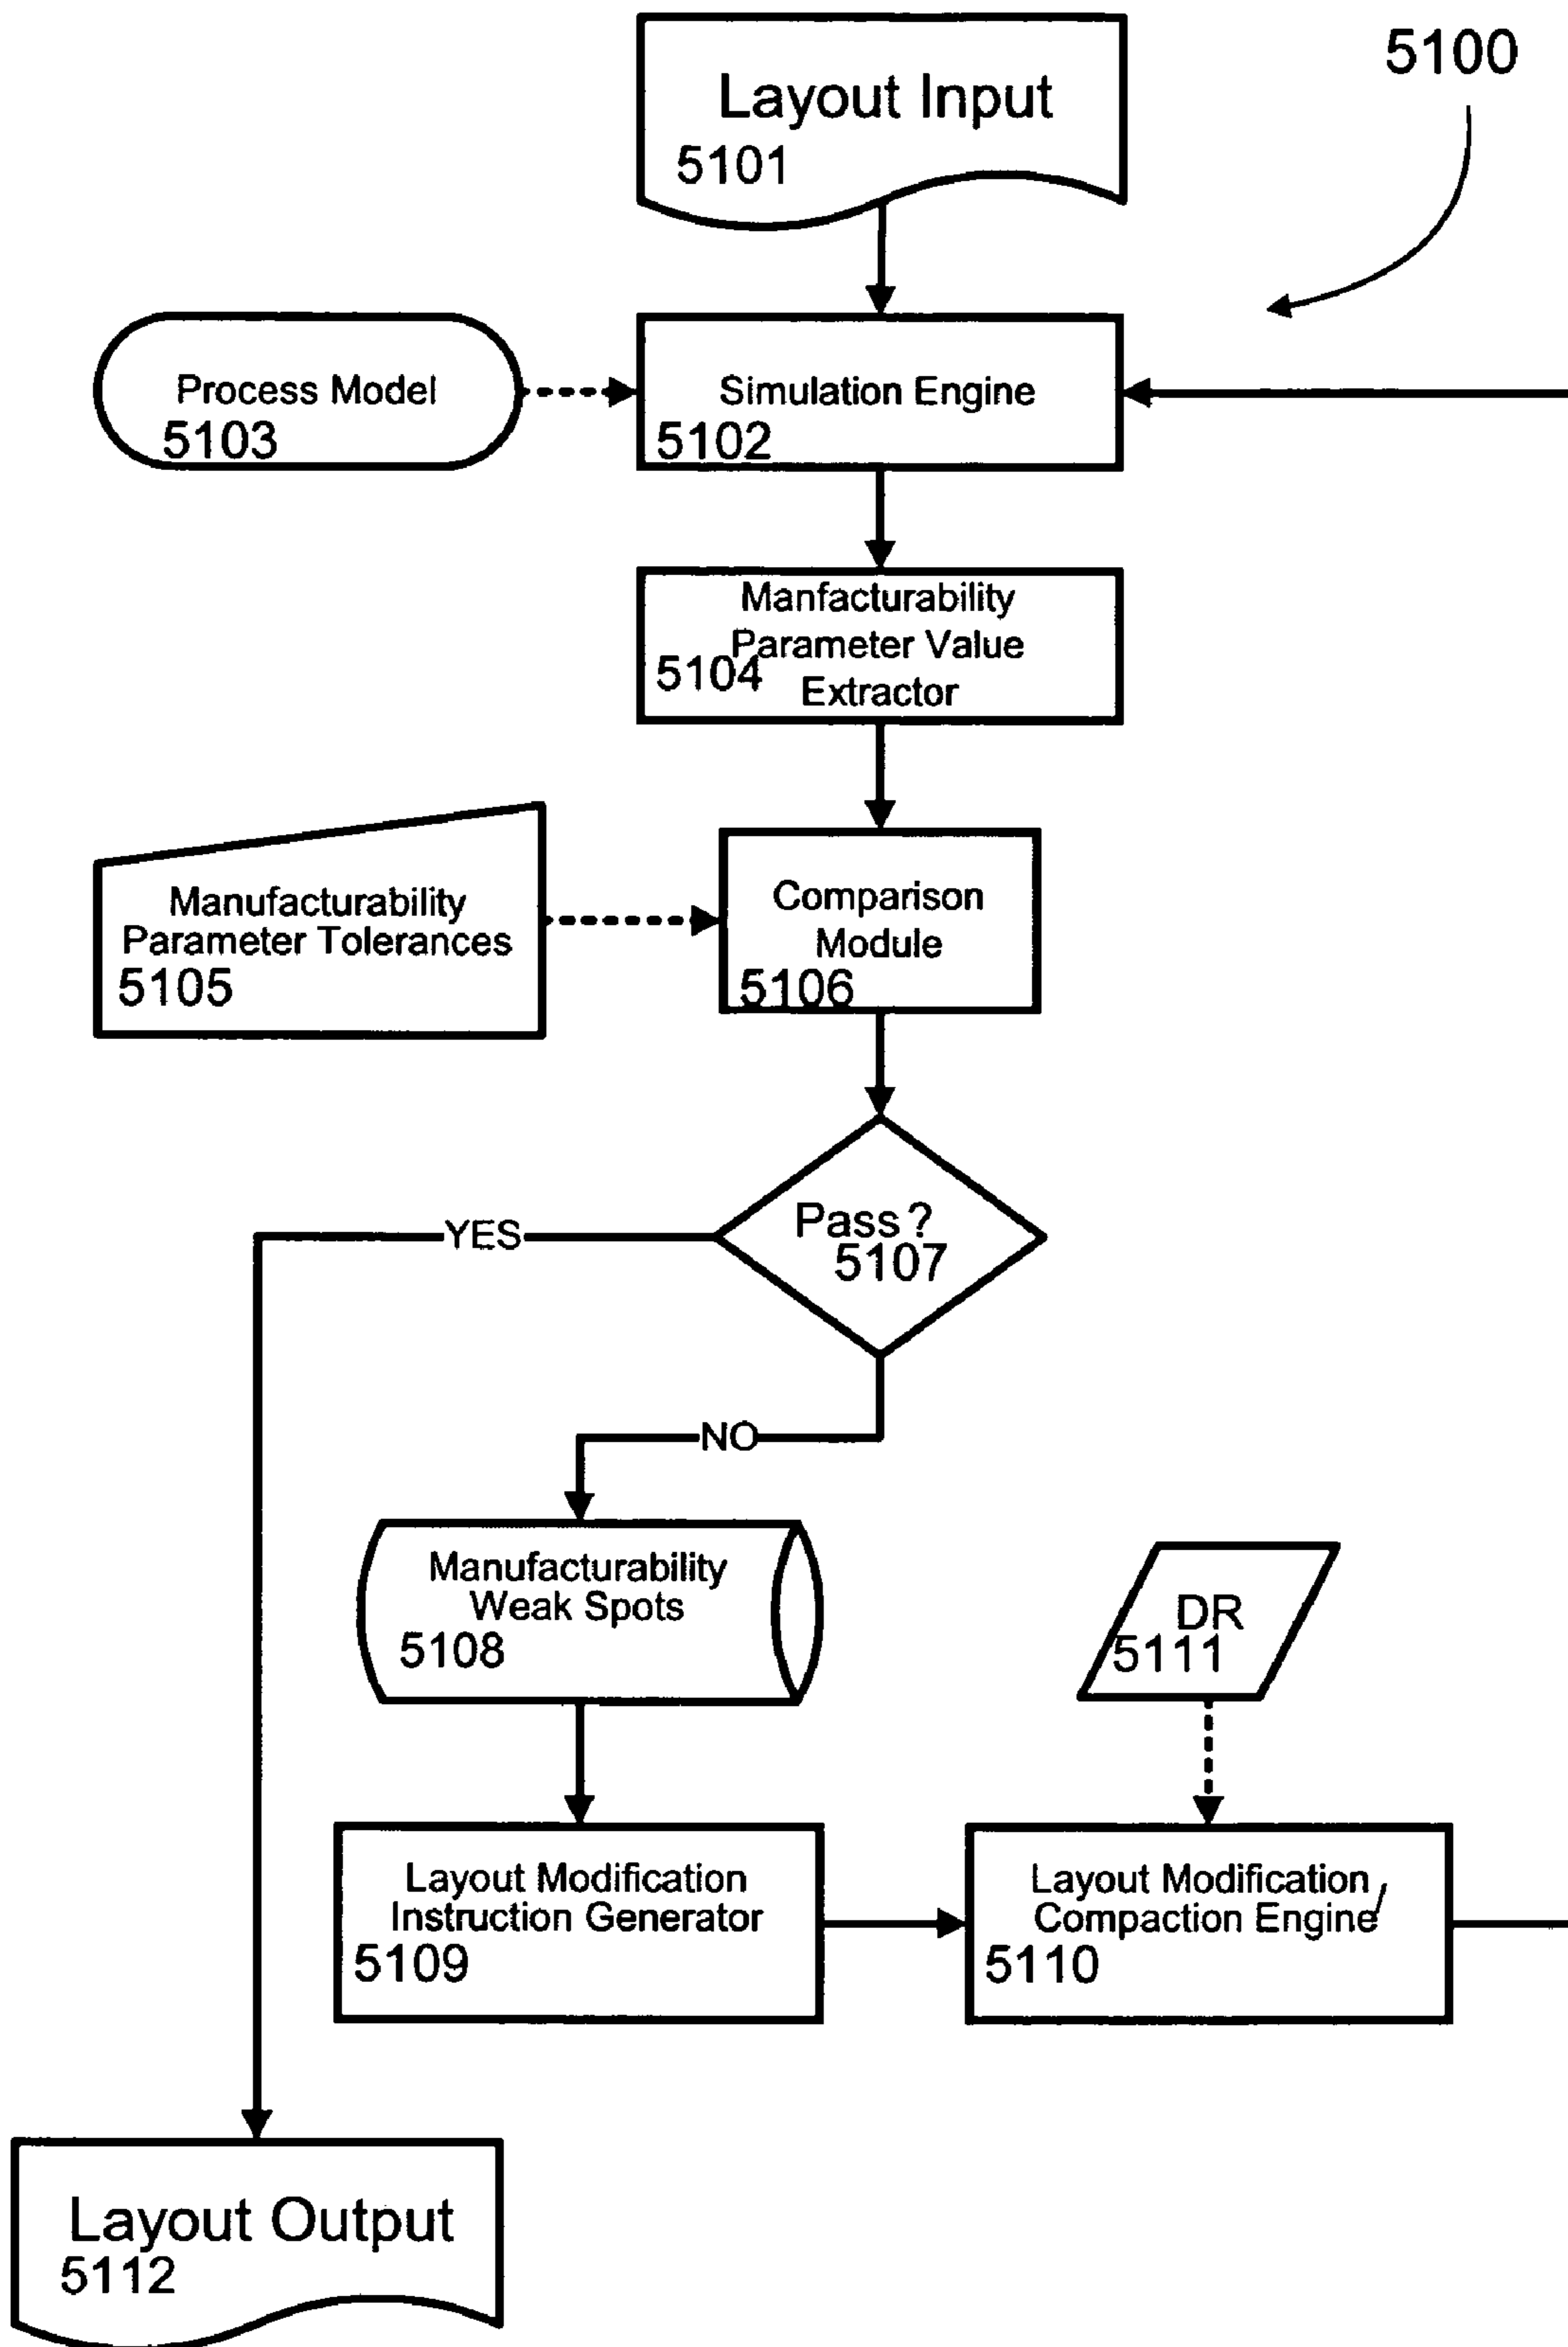 5100
Layout Input
5101
Process Model
5103
Simulation Engine
5102
Manfacturability
Parameter Value
5104
Extractor
Manufacturability
Parameter Tolerances
5105
Comparison
Module
5106
Pass?
5107
YES
NO
Manufacturability
Weak Spots
5108
DR
5111
Layout Modification
Instruction Generator
5109
Layout Modification /
Compaction Engine
5110
Layout Output
5112